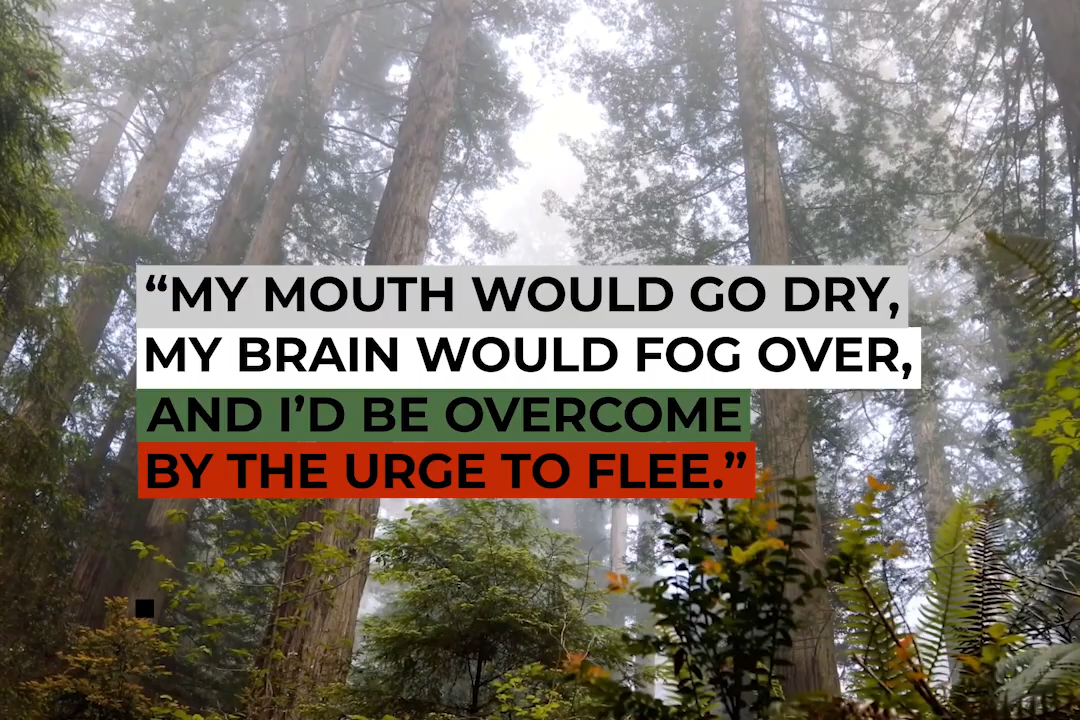 “MY MOUTH WOULD GO DRY,
MY BRAIN WOULD FOG OVER,
AND I’D BE OVERCOME
BY THE URGE TO FLEE.”